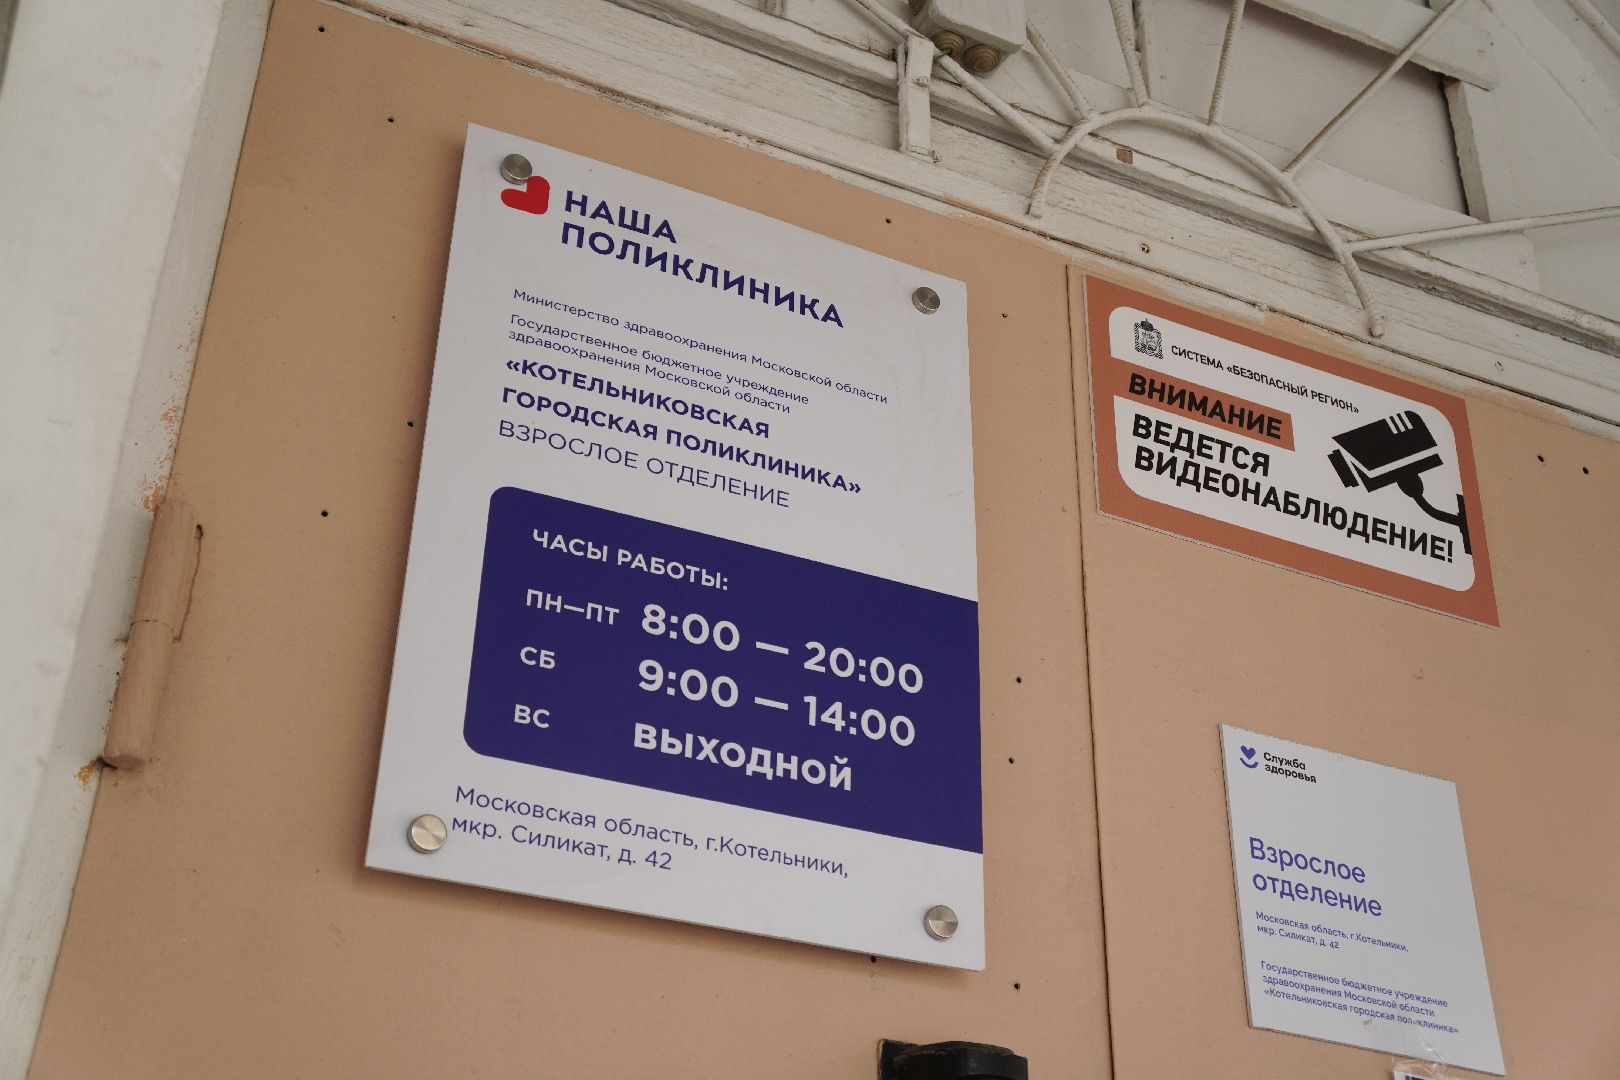 НАША
ПОЛИКЛИНИКА
Министерство здравоохранения Московской области
Государственное бюджетное учреждение
здравоохранения Московской области
«КОТЕЛЬНИКОВСКАЯ
ГОРОДСКАЯ ПОЛИКЛИНИКА»
ВЗРОСЛОЕ ОТДЕЛЕНИЕ
ЧАСЫ РАБОТЫ:
ПН—ПТ 8:00 — 20:00
СБ 9:00 — 14:00
ВС ВЫХОДНОЙ
Московская область, г.Котельники,
мкр. Силикат, д. 42
СИСТЕМА «БЕЗОПАСНЫЙ РЕГИОН»
ВНИМАНИЕ
ВЕДЕТСЯ
ВИДЕОНАБЛЮДЕНИЕ!
Служба
здоровья
Взрослое
отделение
Московская область, г.Котельники,
мкр. Силикат, д. 42
Государственное бюджетное учреждение
здравоохранения Московской области
«Котельниковская городская поликлиника»